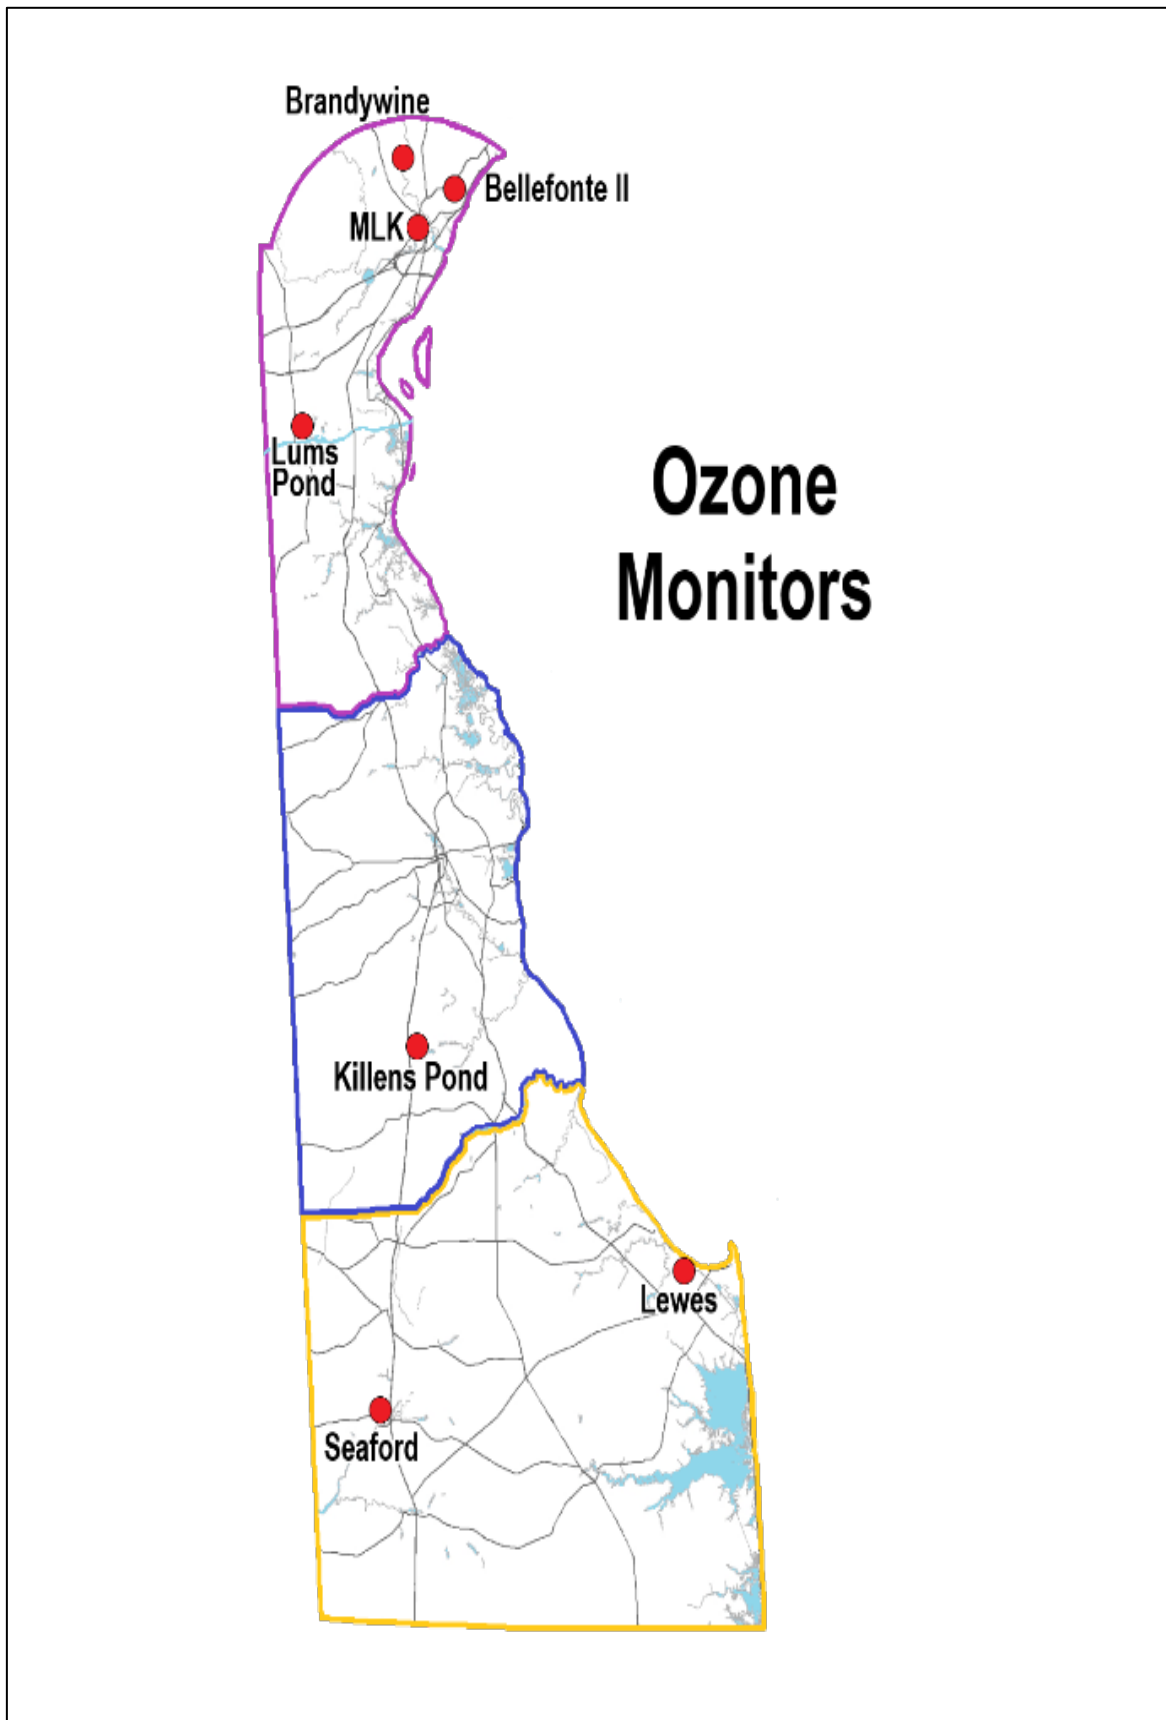 Brandywine
Bellefonte II
MLK
Lums
Pond
Ozone
Monitors
Killens Pond
Lewes
Seaford